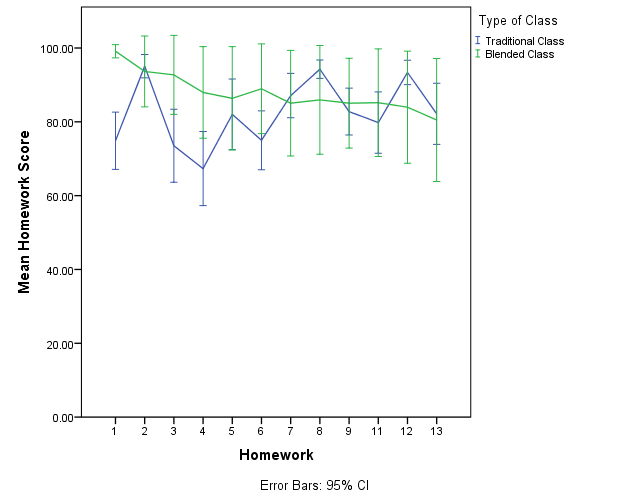 Type of Class
Traditional Class
Blended Class
Mean Homework Score
100.00
80.00
60.00
40.00
20.00
0.00
1 2 3 4 5 6 7 8 9 11 12 13
Homework
Error Bars: 95% CI